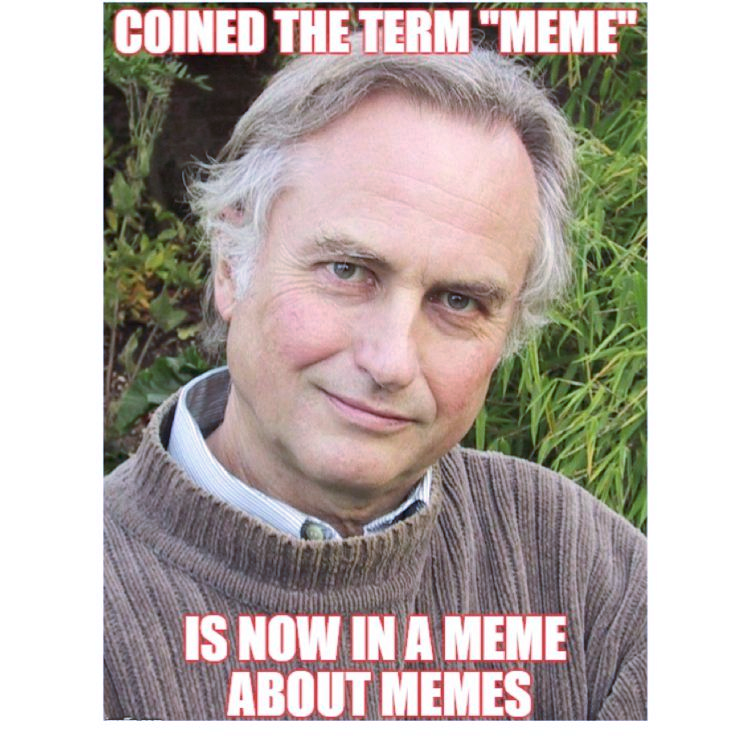 COINED THE TERM "MEME"
IS NOW IN A MEME
ABOUT MEMES